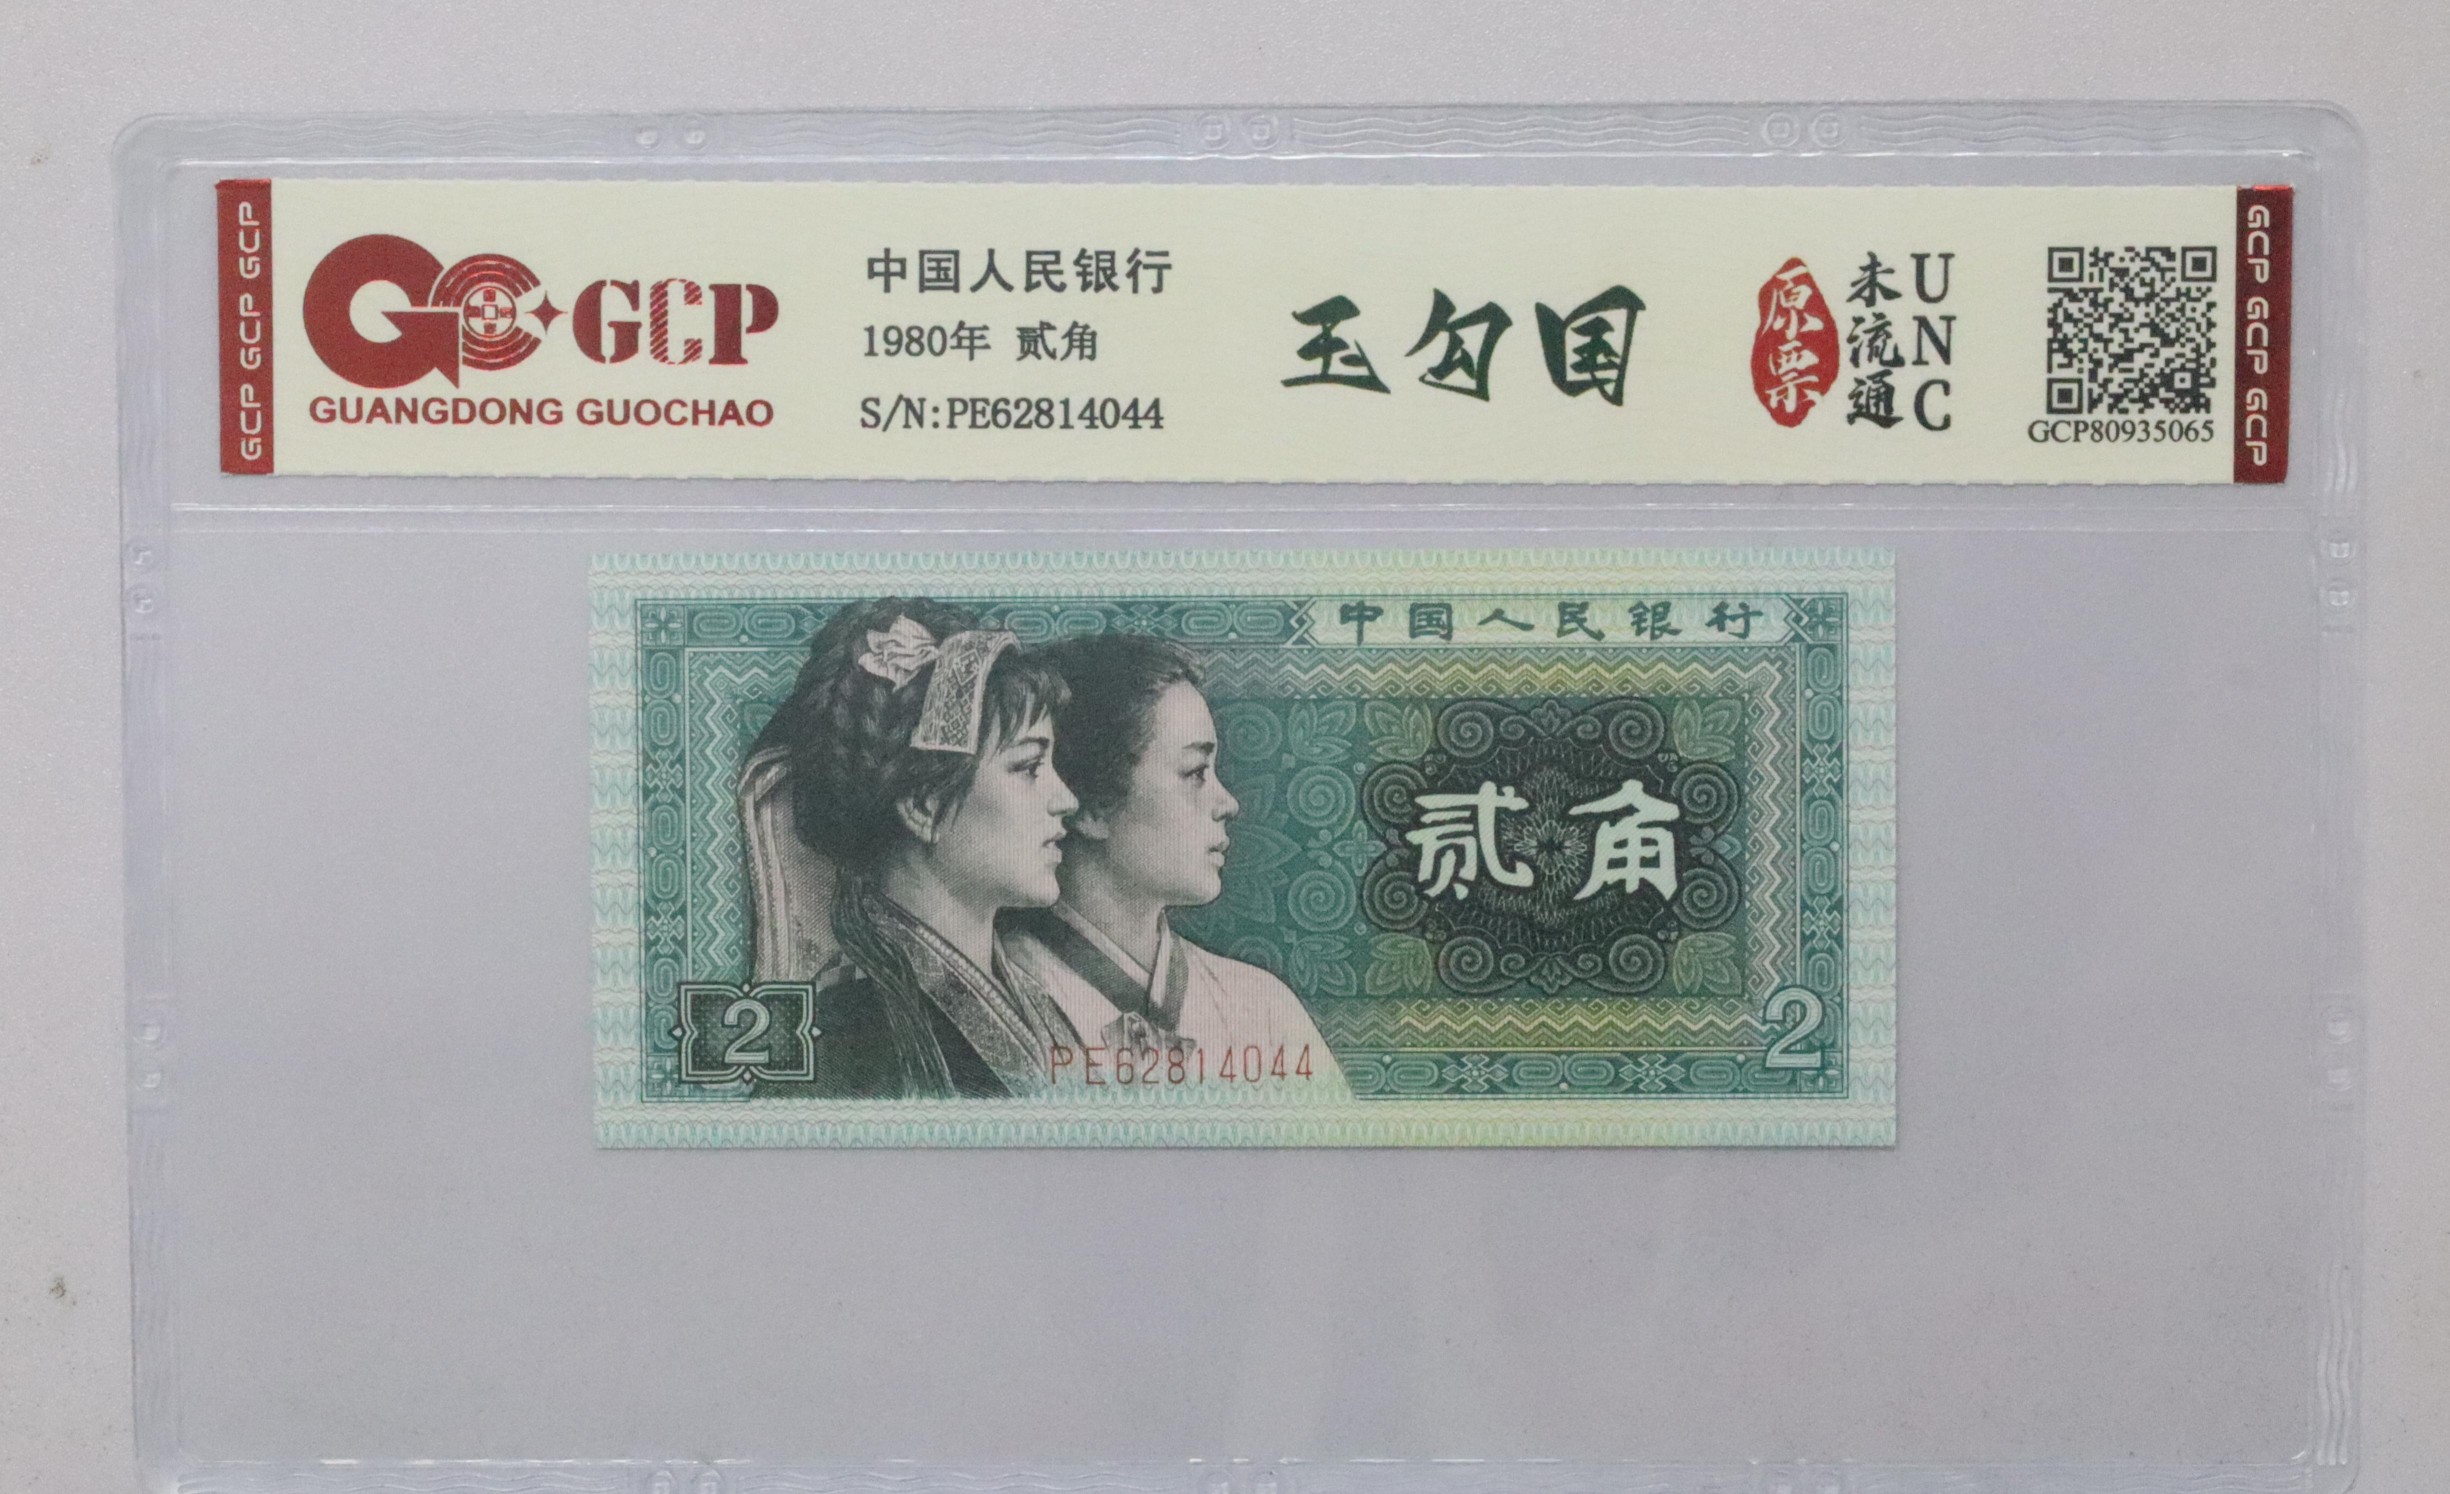 GCP GCP GCP
GCP
GUANGDONG GUOCHAO
中国人民银行
1980年 贰角
S/N:PE62814044
玉勾国
原票
未流通
UNC
GCP80935065
GCP GCP GCP
中国人民银行
贰角
2
PE62814044
2